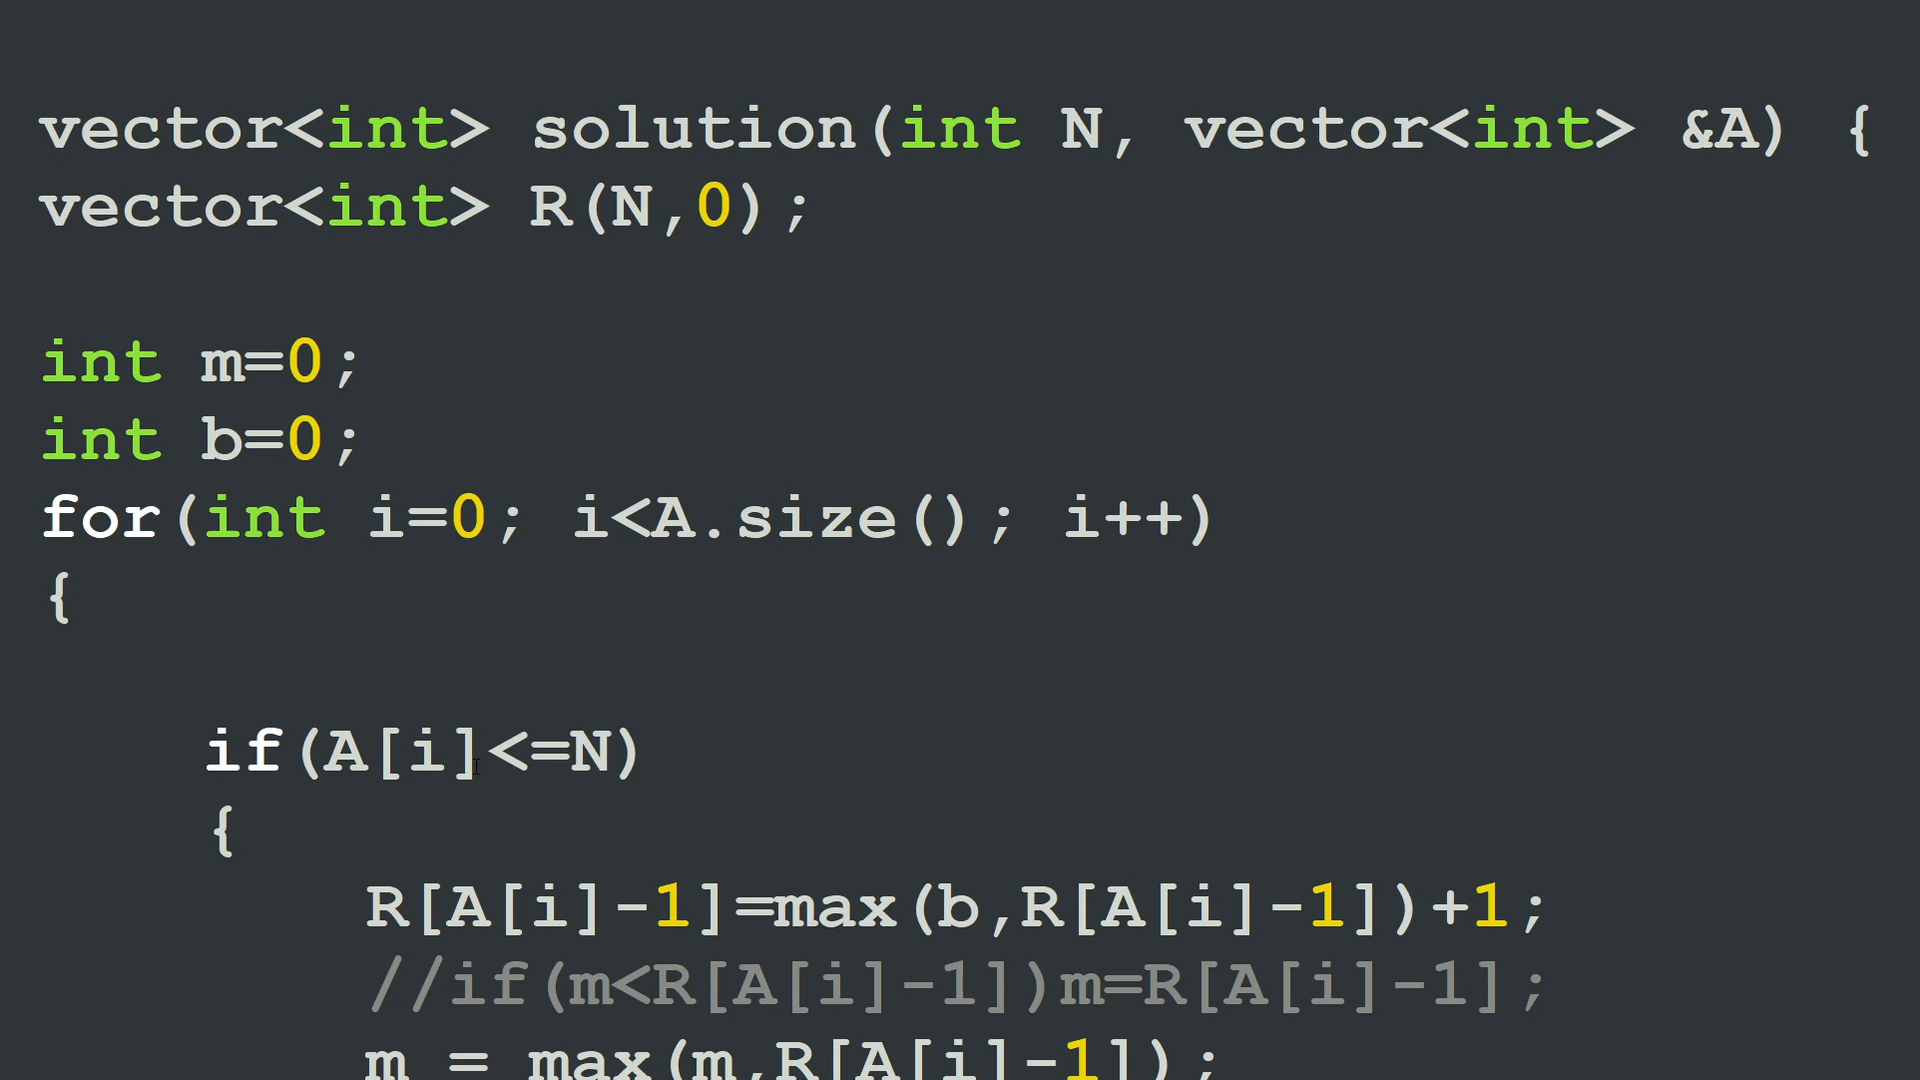 vector<int> solution(int N, vector<int> &A) {
vector<int> R(N,0);
int m=0;
int b=0;
for(int i=0; i<A.size(); i++)
{
if(A[i]<=N)
{
R[A[i]-1]=max(b,R[A[i]-1])+1;
//if(m<R[A[i]-1])m=R[A[i]-1];
m = max(m,R[A[i]-1]);